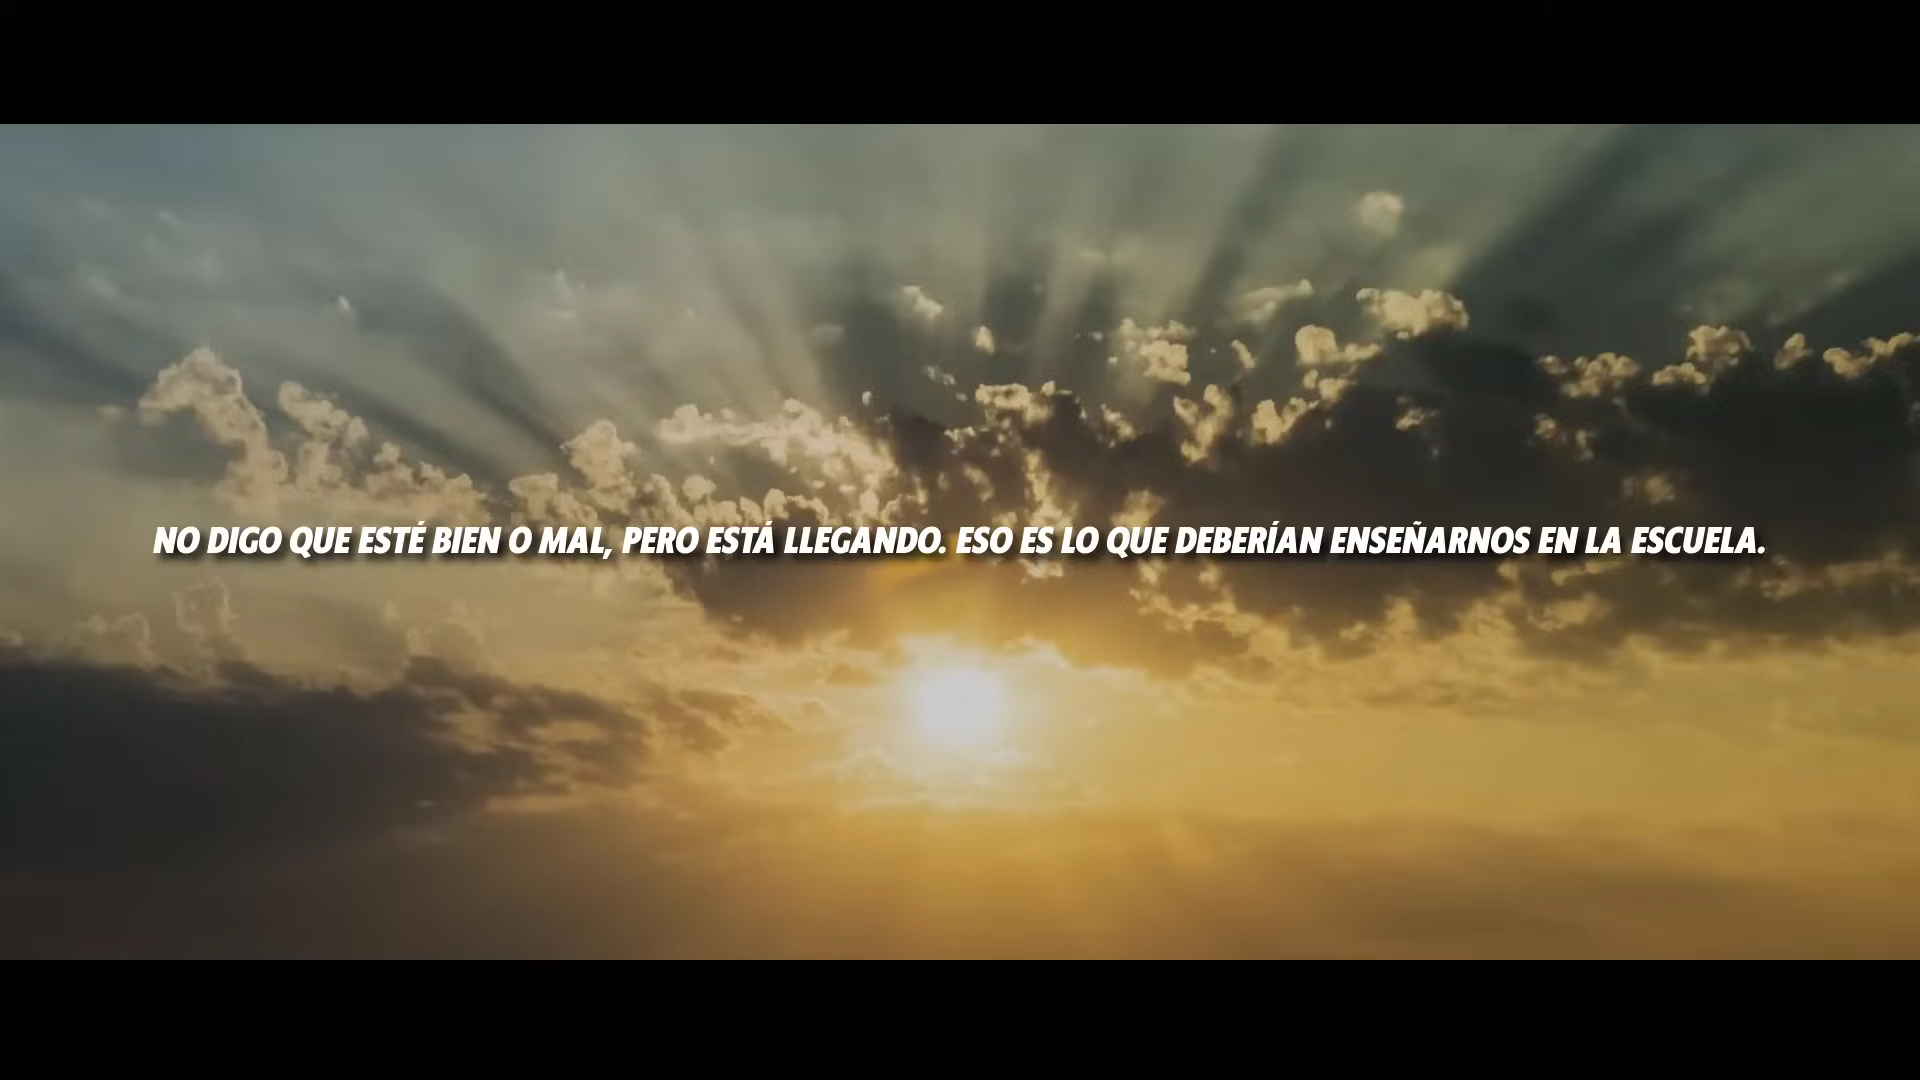 NO DIGO QUE ESTÉ BIEN O MAL, PERO ESTÁ LLEGANDO. ESO ES LO QUE DEBERÍAN ENSEÑARNOS EN LA ESCUELA.